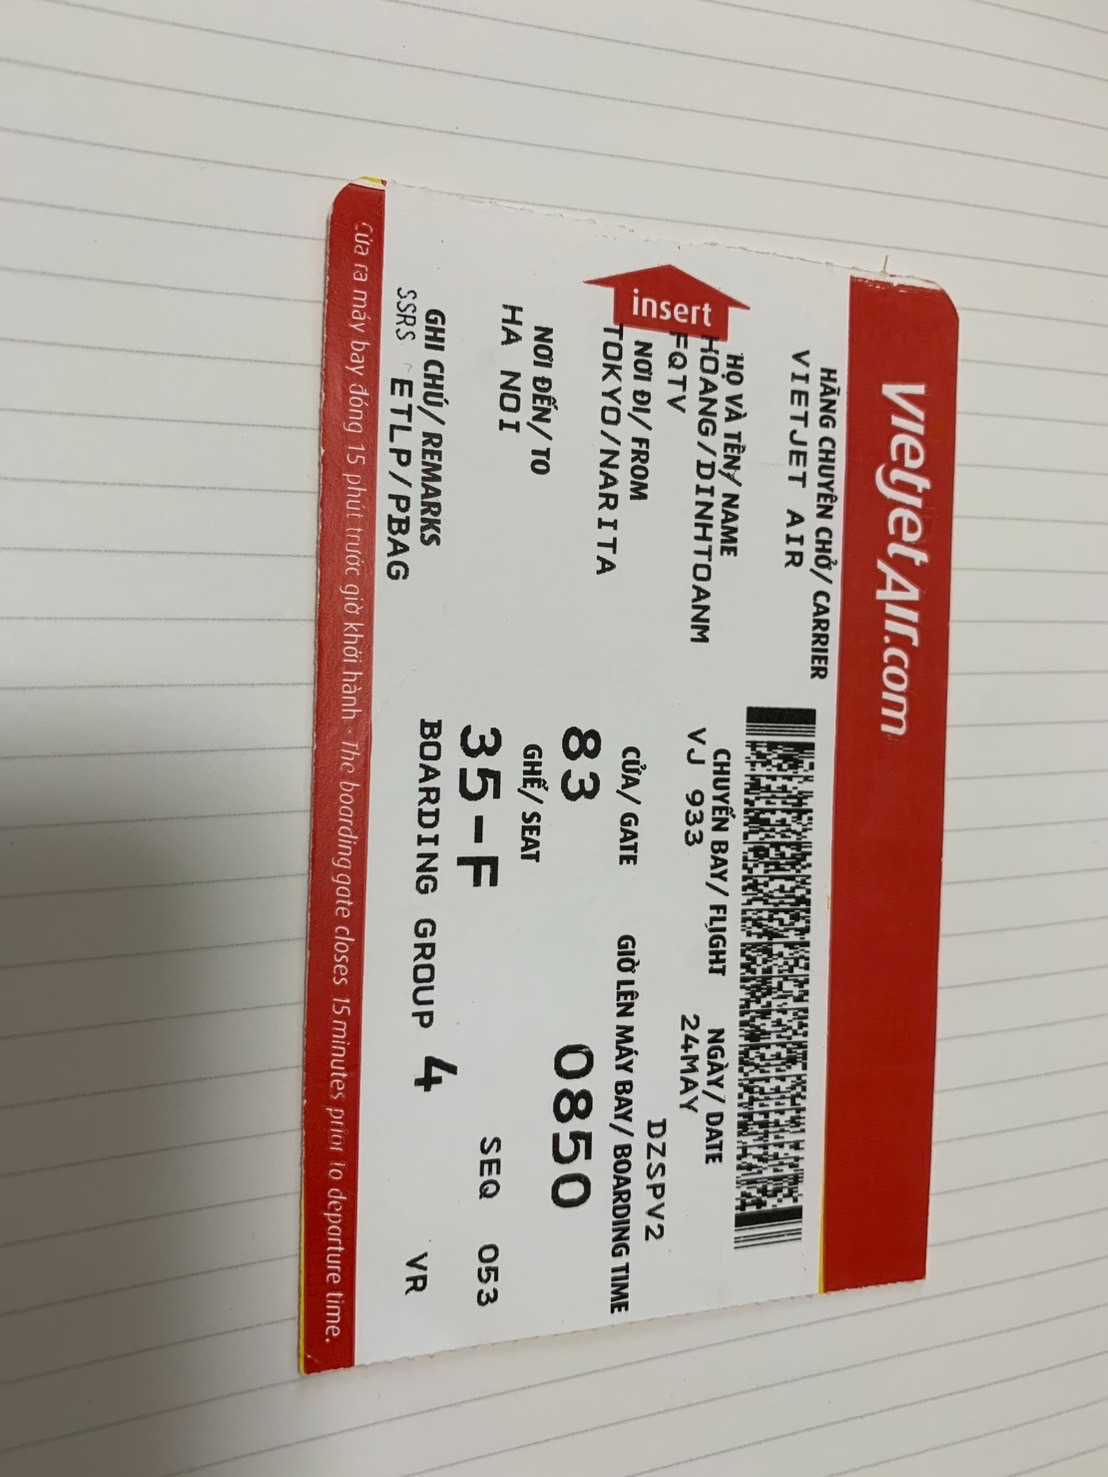 vietjetAir.com
HÃNG CHUYÊN CHỞ/ CARRIER
VIETJET AIR
HỌ VÀ TÊN/ NAME
HOANG/DINHTOANM
FQTV
insert
NƠI ĐI/ FROM
TOKYO/NARITA
NƠI ĐẾN/ TO
HA NOI
GHI CHÚ/ REMARKS
SSRS ETLP/PBAG
CHUYẾN BAY/ FLIGHT NGÀY/ DATE
VJ 933 24MAY
DZSPV2
CỬA/ GATE GIỜ LÊN MÁY BAY/ BOARDING TIME
83 0850
GHẾ/ SEAT
35-F SEQ 053
BOARDING GROUP 4 VR
Cửa ra máy bay đóng 15 phút trước giờ khởi hành - The boarding gate closes 15 minutes prior to departure time.